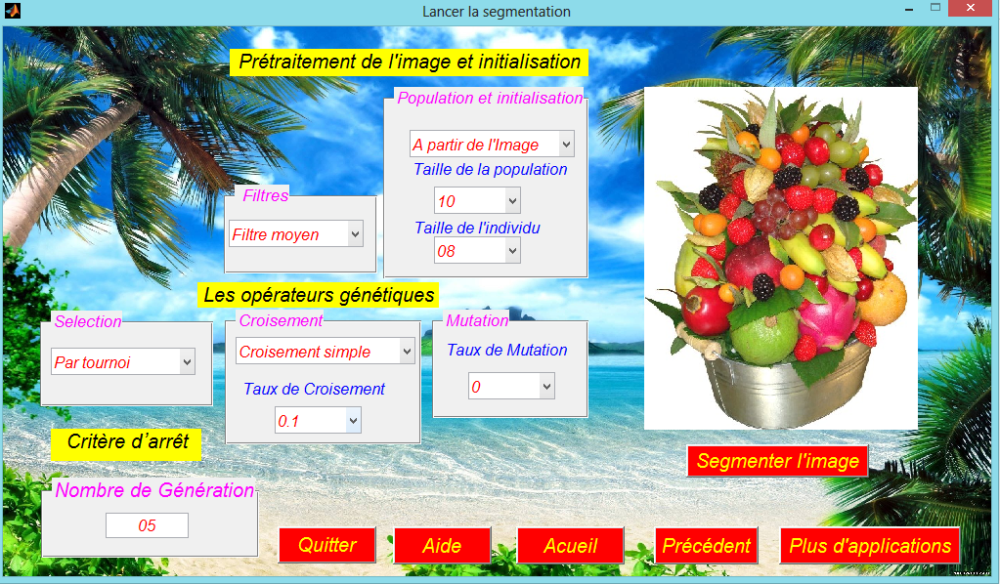 Lancer la segmentation
Prétraitement de l'image et initialisation
Population et initialisation
A partir de l'Image
Taille de la population
10
Taille de l'individu
08
Filtres
Filtre moyen
Les opérateurs génétiques
Selection
Par tournoi
Croisement
Croisement simple
Taux de Croisement
0.1
Mutation
Taux de Mutation
0
Critère d’arrêt
Nombre de Génération
05
Segmenter l'image
Quitter
Aide
Acueil
Précédent
Plus d'applications